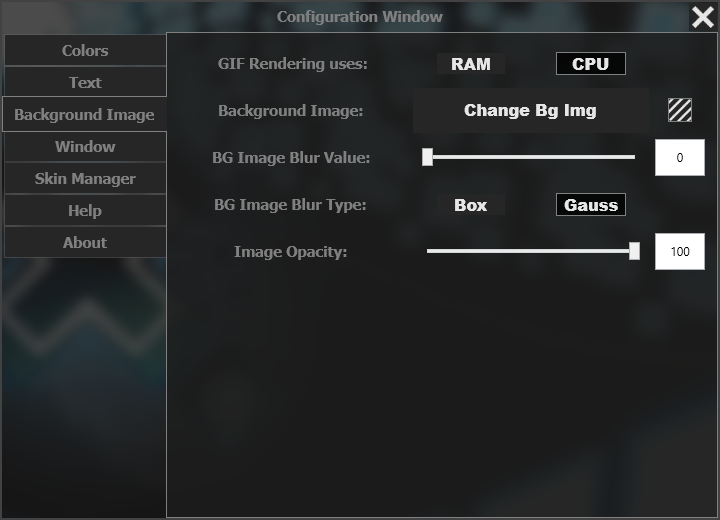 Configuration Window
Colors
Text
Background Image
Window
Skin Manager
Help
About
GIF Rendering uses: RAM CPU
Background Image: Change Bg Img
BG Image Blur Value: 0
BG Image Blur Type: Box Gauss
Image Opacity: 100